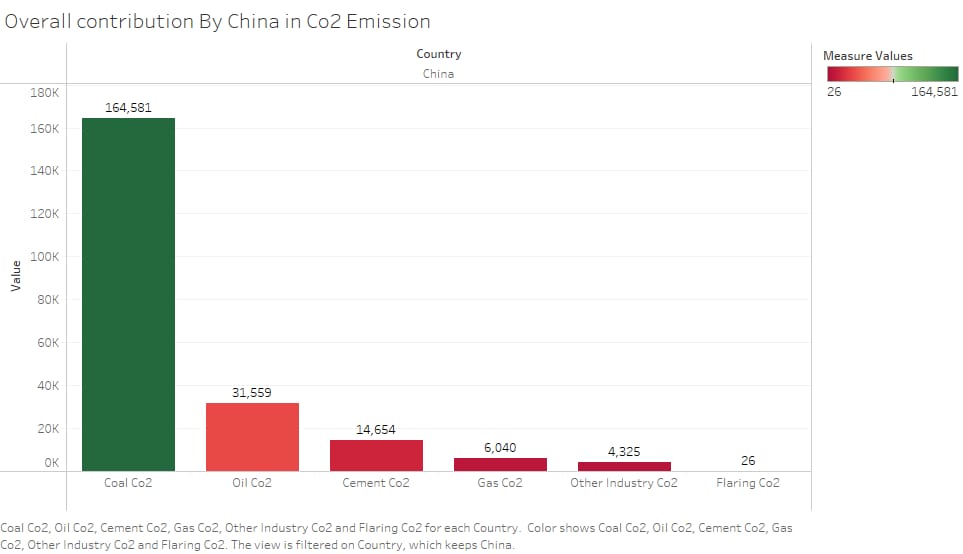 Overall contribution By China in Co2 Emission
Country
China
Measure Values
26 164,581
Value
180K
160K
140K
120K
100K
80K
60K
40K
20K
0K
164,581
31,559
14,654
6,040
4,325
26
Coal Co2 Oil Co2 Cement Co2 Gas Co2 Other Industry Co2 Flaring Co2
Coal Co2, Oil Co2, Cement Co2, Gas Co2, Other Industry Co2 and Flaring Co2 for each Country. Color shows Coal Co2, Oil Co2, Cement Co2, Gas
Co2, Other Industry Co2 and Flaring Co2. The view is filtered on Country, which keeps China.